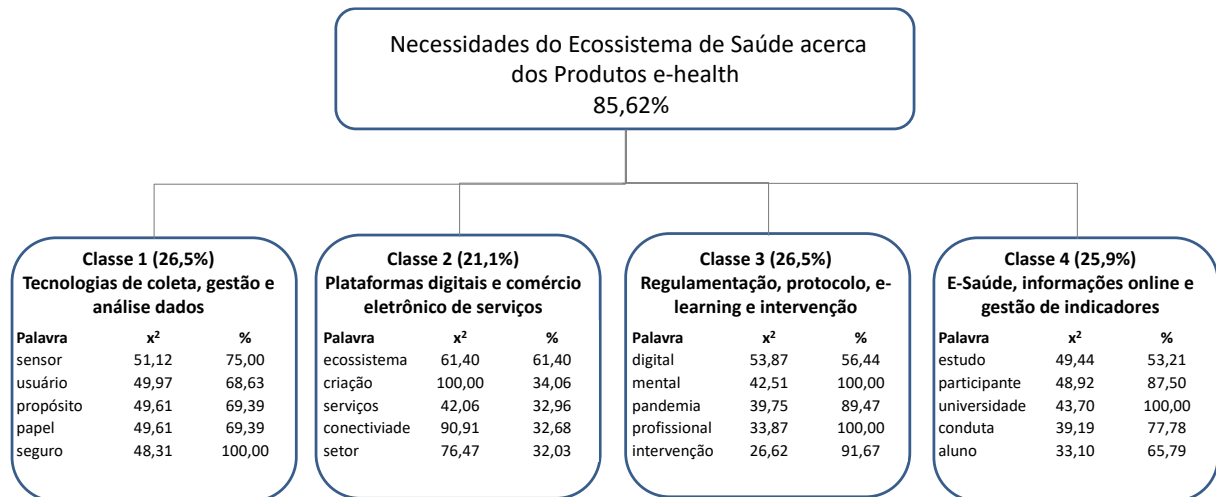 Necessidades do Ecossistema de Saúde acerca
dos Produtos e-health
85,62%
Classe 1 (26,5%)
Tecnologias de coleta, gestão e
análise dados
Palavra x² %
sensor 51,12 75,00
usuário 49,97 68,63
propósito 49,61 69,39
papel 49,61 69,39
seguro 48,31 100,00
Classe 2 (21,1%)
Plataformas digitais e comércio
eletrônico de serviços
Palavra x² %
ecossistema 61,40 61,40
criação 100,00 34,06
serviços 42,06 32,96
conectiviade 90,91 32,68
setor 76,47 32,03
Classe 3 (26,5%)
Regulamentação, protocolo, e-
learning e intervenção
Palavra x² %
digital 53,87 56,44
mental 42,51 100,00
pandemia 39,75 89,47
profissional 33,87 100,00
intervenção 26,62 91,67
Classe 4 (25,9%)
E-Saúde, informações online e
gestão de indicadores
Palavra x² %
estudo 49,44 53,21
participante 48,92 87,50
universidade 43,70 100,00
conduta 39,19 77,78
aluno 33,10 65,79